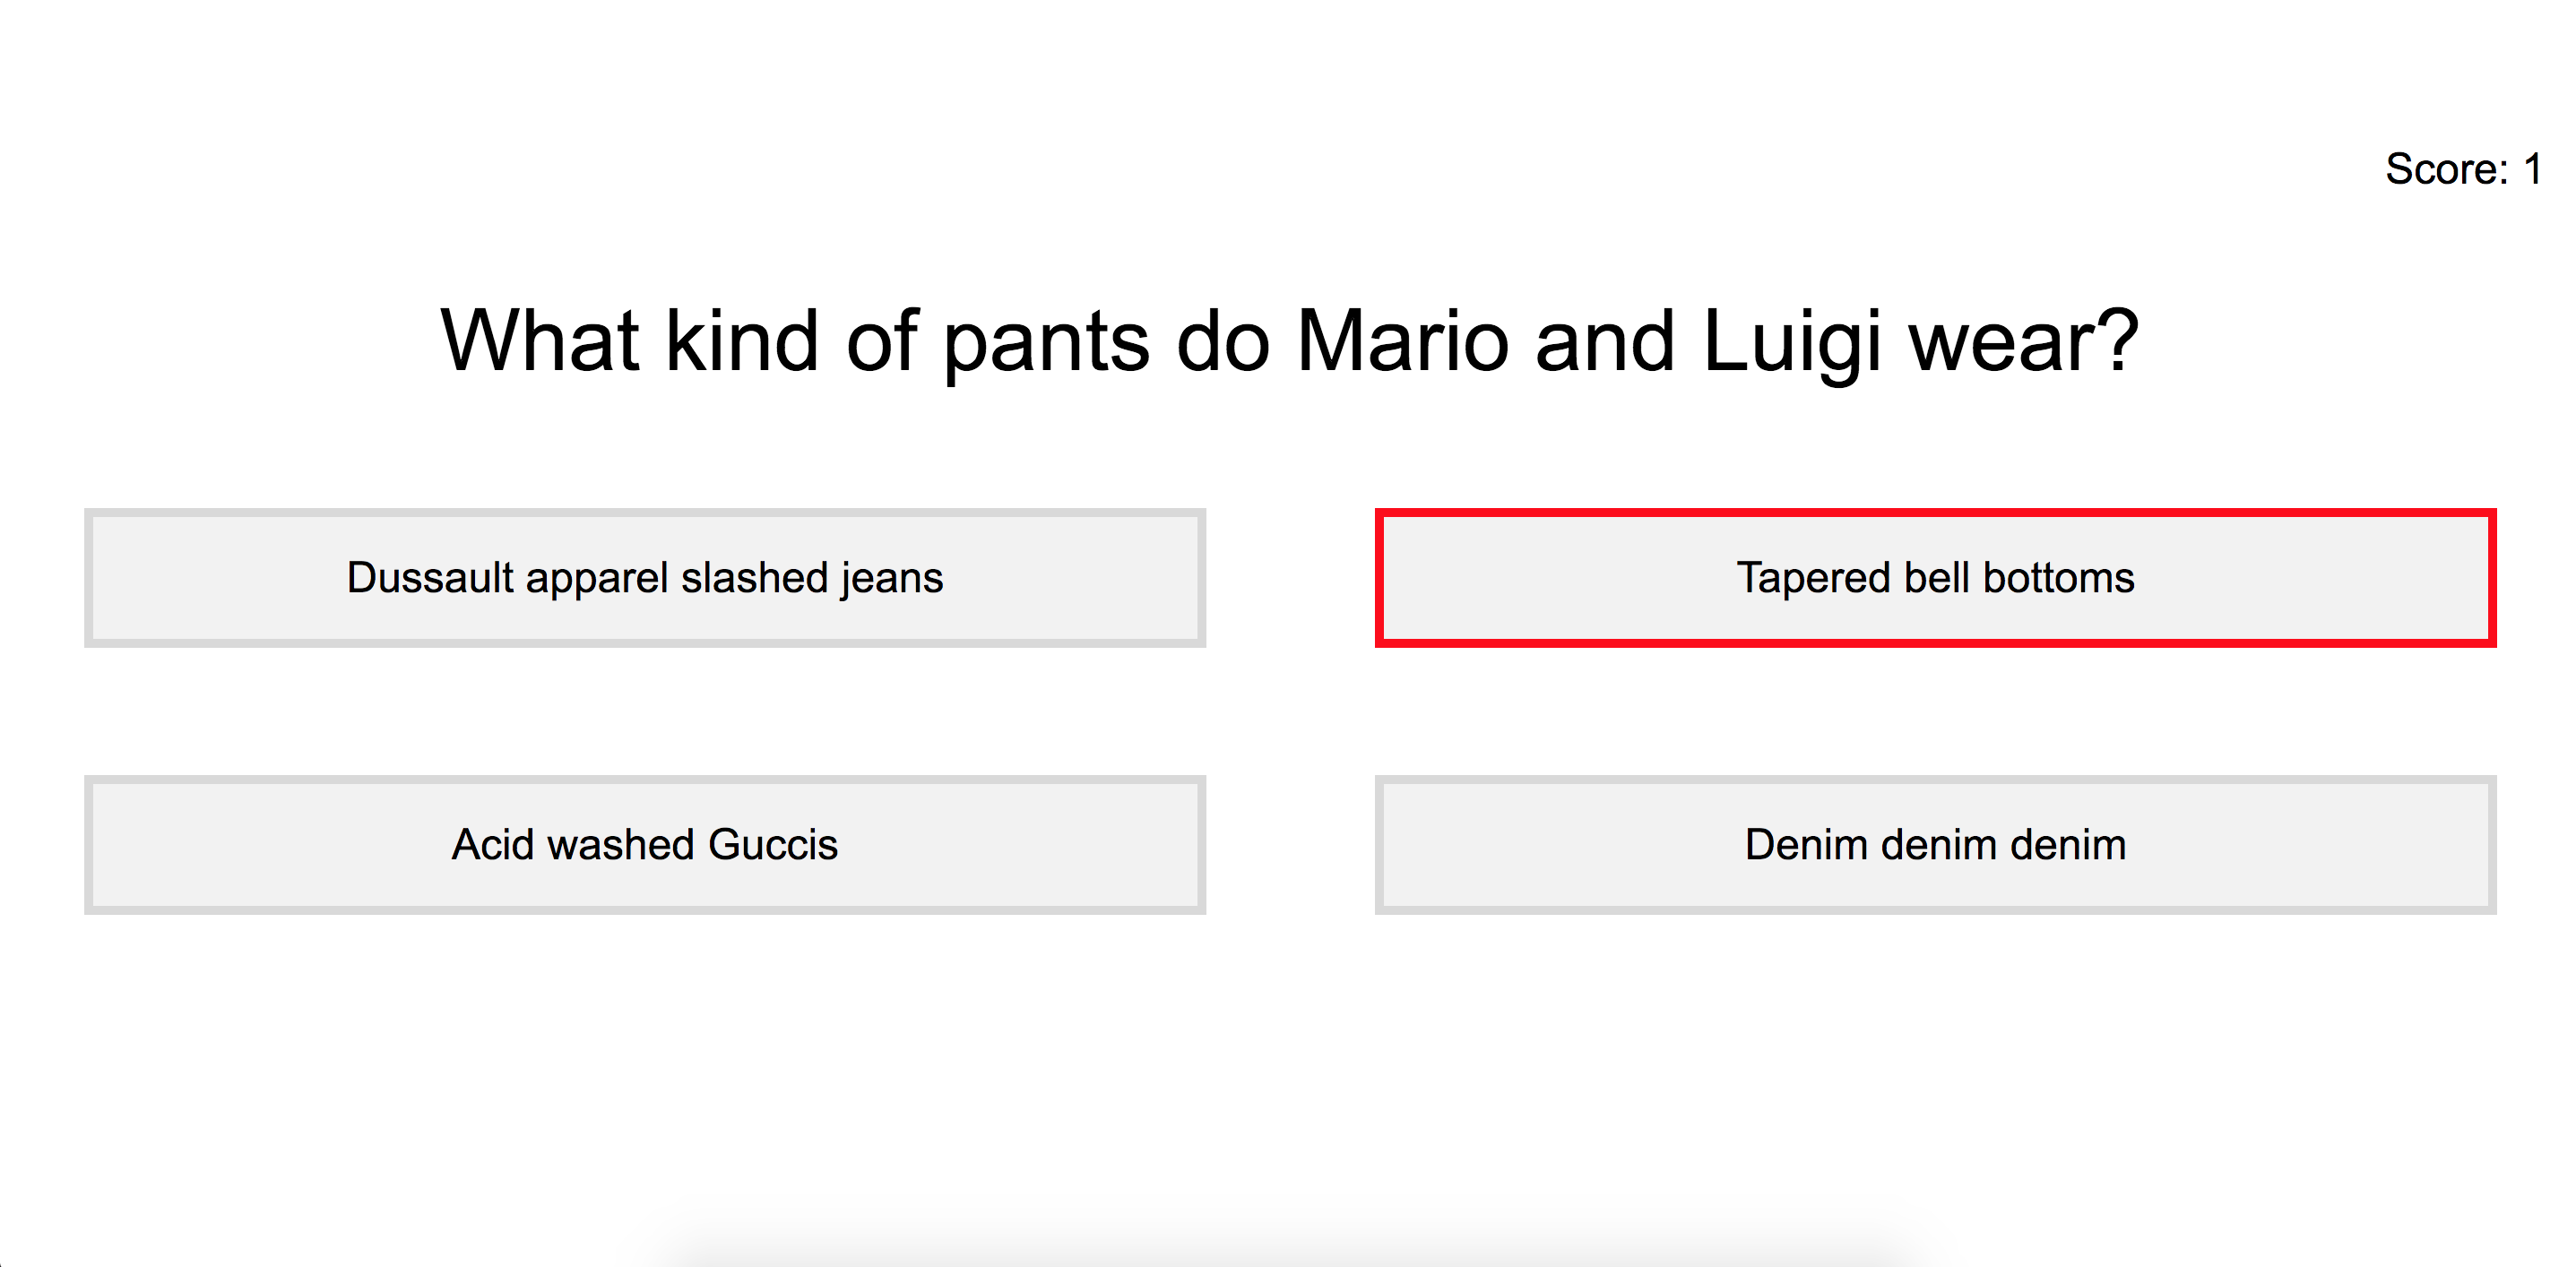 Score: 1
What kind of pants do Mario and Luigi wear?
Dussault apparel slashed jeans
Tapered bell bottoms
Acid washed Guccis
Denim denim denim